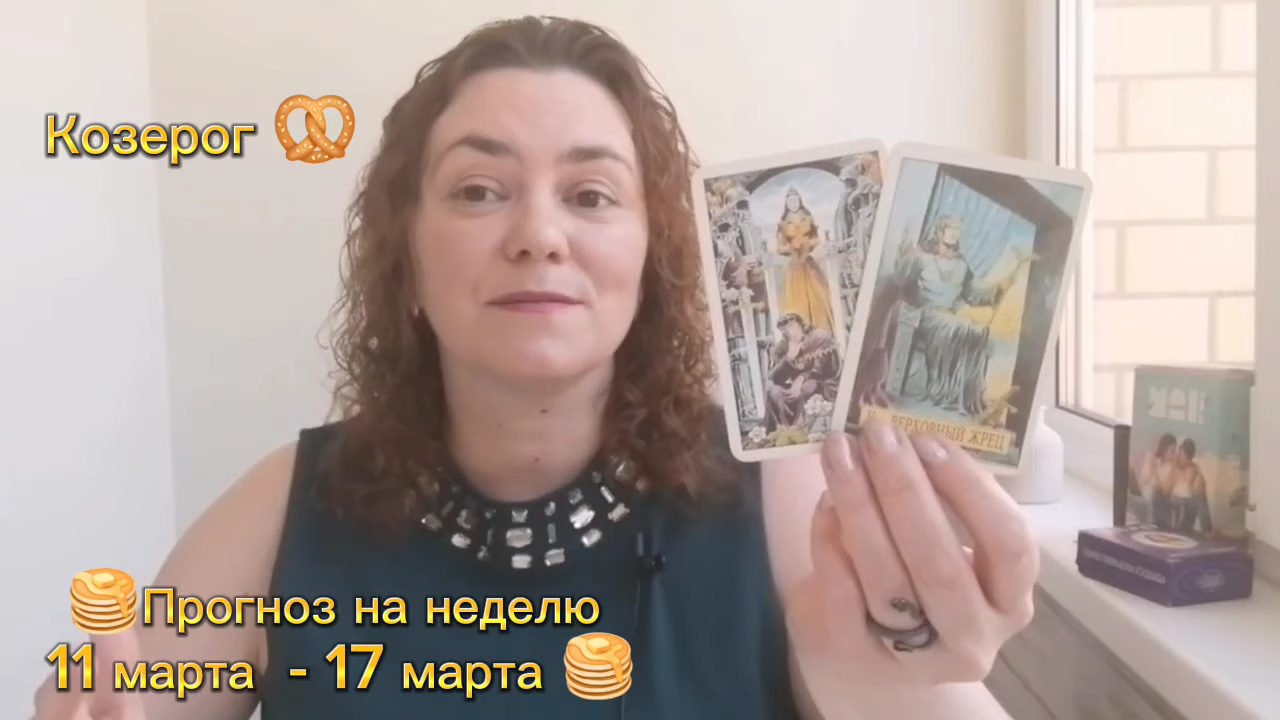 Козерог
Прогноз на неделю
11 марта - 17 марта
ВЕРХОВНЫЙ ЖРЕЦ